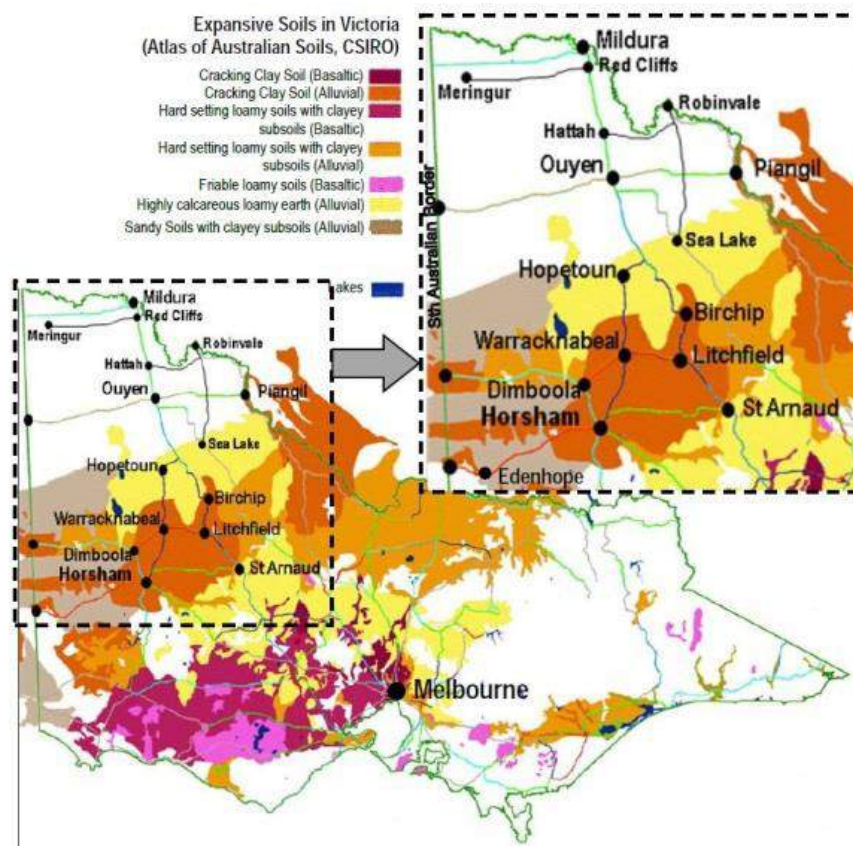 Expansive Soils in Victoria
(Atlas of Australian Soils, CSIRO)
Cracking Clay Soil (Basaltic)
Cracking Clay Soil (Alluvial)
Hard setting loamy soils with clayey
subsoils (Basaltic)
Hard setting loamy soils with clayey
subsoils (Alluvial)
Friable loamy soils (Basaltic)
Highly calcareous loamy earth (Alluvial)
Sandy Soils with clayey subsoils (Alluvial)
akes
Mildura
Red Cliffs
Meringur
Robinvale
Hattah
Ouyen
Piangil
Sth Australian Border
Sea Lake
Hopetoun
Birchip
Warracknabeal
Litchfield
Dimboola
Horsham
St Arnaud
Edenhope
Mildura
Red Cliffs
Meringur
Robinvale
Hattah
Ouyen
Piangil
Sea Lake
Hopetoun
Birchip
Warracknabeal
Litchfield
Dimboola
Horsham
St Arnaud
Melbourne